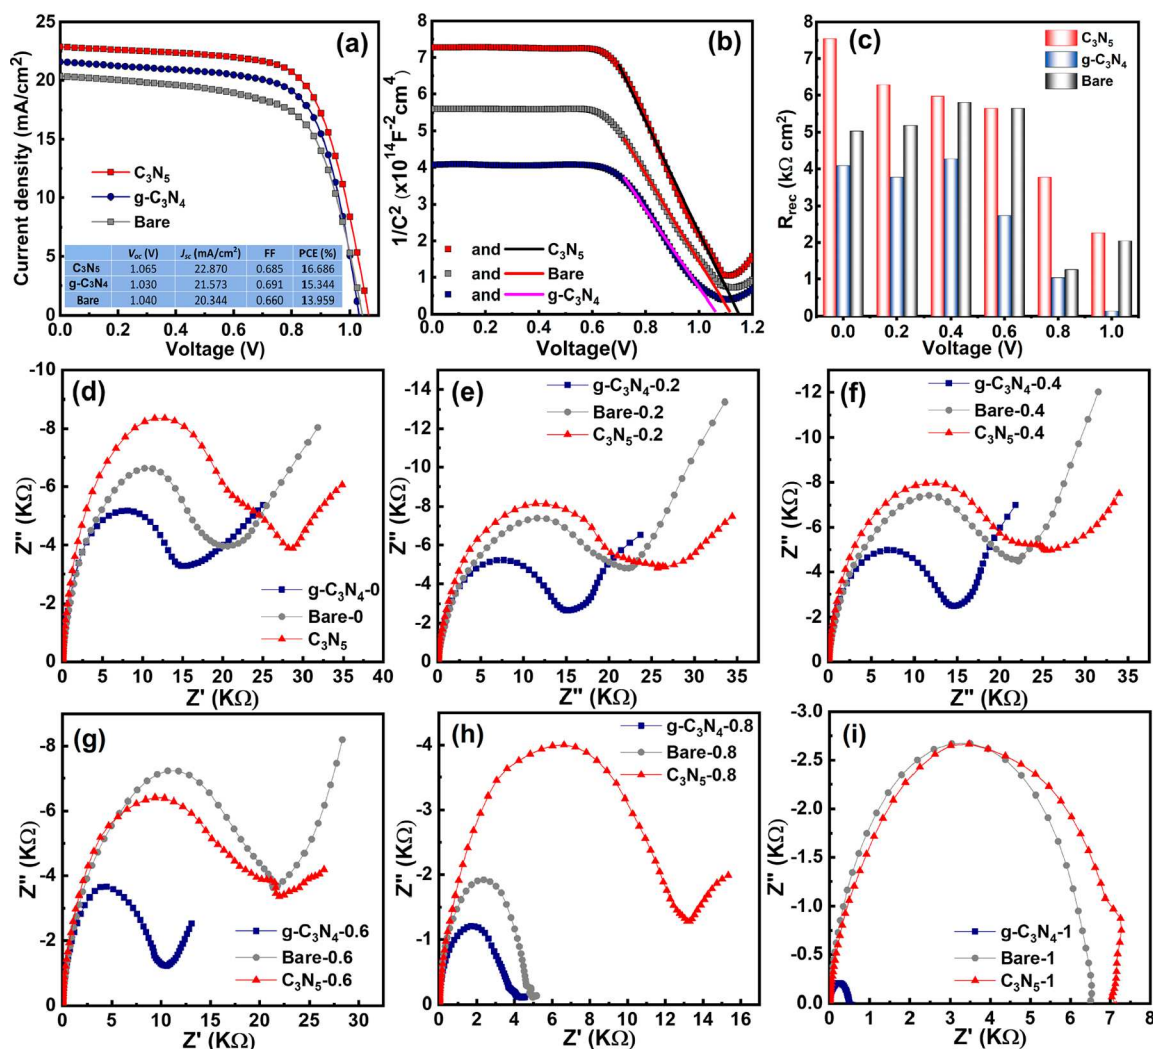 (a)
Current density (mA/cm²)
25
20
15
10
5
0
C₃N₅
g-C₃N₄
Bare
Voc (V) Jsc (mA/cm²) FF PCE (%)
C₃N₅ 1.065 22.870 0.685 16.686
g-C₃N₄ 1.030 21.573 0.691 15.344
Bare 1.040 20.344 0.660 13.959
0.0 0.2 0.4 0.6 0.8 1.0
Voltage (V)
(b)
1/C² (x10¹⁴F⁻² cm⁴
9
8
7
6
5
4
3
2
1
0
and C₃N₅
and Bare
and g-C₃N₄
0.0 0.2 0.4 0.6 0.8 1.0 1.2
Voltage(V)
(c)
Rrec (kΩ cm²)
8
7
6
5
4
3
2
1
0
C₃N₅
g-C₃N₄
Bare
0.0 0.2 0.4 0.6 0.8 1.0
Voltage (V)
(d)
Z" (KΩ)
-10
-8
-6
-4
-2
0
g-C₃N₄-0
Bare-0
C₃N₅
0 5 10 15 20 25 30 35 40
Z' (KΩ)
(e)
Z" (KΩ)
-14
-12
-10
-8
-6
-4
-2
0
g-C₃N₄-0.2
Bare-0.2
C₃N₅-0.2
0 5 10 15 20 25 30 35
Z" (KΩ)
(f)
Z" (KΩ)
-12
-10
-8
-6
-4
-2
0
g-C₃N₄-0.4
Bare-0.4
C₃N₅-0.4
0 5 10 15 20 25 30 35
Z" (KΩ)
(g)
Z" (KΩ)
-8
-6
-4
-2
0
g-C₃N₄-0.6
Bare-0.6
C₃N₅-0.6
0 5 10 15 20 25 30
Z' (KΩ)
(h)
Z" (KΩ)
-4
-3
-2
-1
0
g-C₃N₄-0.8
Bare-0.8
C₃N₅-0.8
0 2 4 6 8 10 12 14 16
Z' (KΩ)
(i)
Z" (KΩ)
-3.0
-2.5
-2.0
-1.5
-1.0
-0.5
0.0
g-C₃N₄-1
Bare-1
C₃N₅-1
0 1 2 3 4 5 6 7 8
Z' (KΩ)